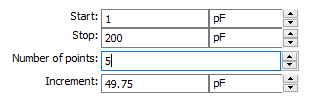 Start: 1 pF
Stop: 200 pF
Number of points: 5
Increment: 49.75 pF